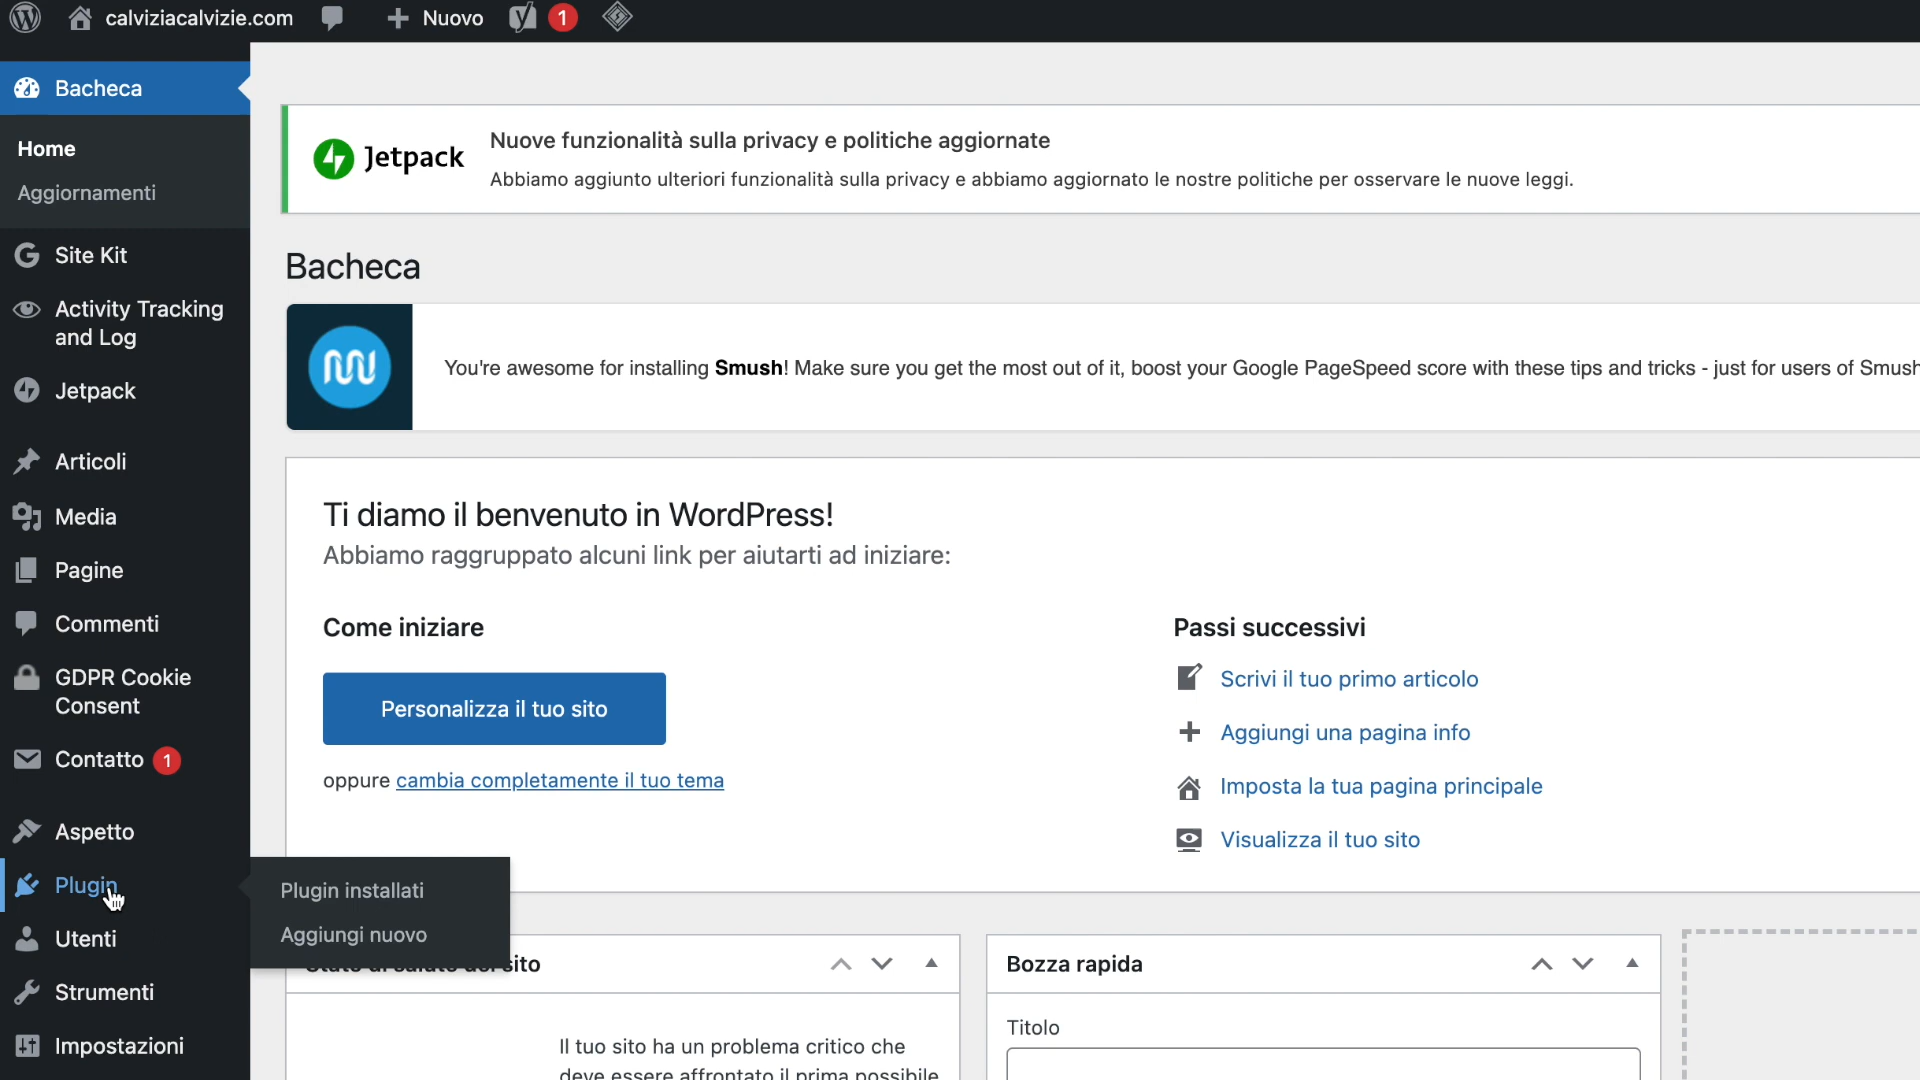 calviziacalvizie.com
Nuovo
1
Bacheca
Home
Aggiornamenti
Site Kit
Activity Tracking
and Log
Jetpack
Articoli
Media
Pagine
Commenti
GDPR Cookie
Consent
Contatto 1
Aspetto
Plugin
Utenti
Strumenti
Impostazioni
Plugin installati
Aggiungi nuovo
Jetpack
Nuove funzionalità sulla privacy e politiche aggiornate
Abbiamo aggiunto ulteriori funzionalità sulla privacy e abbiamo aggiornato le nostre politiche per osservare le nuove leggi.
Bacheca
You're awesome for installing Smush! Make sure you get the most out of it, boost your Google PageSpeed score with these tips and tricks - just for users of Smush
Ti diamo il benvenuto in WordPress!
Abbiamo raggruppato alcuni link per aiutarti ad iniziare:
Come iniziare
Personalizza il tuo sito
oppure cambia completamente il tuo tema
Passi successivi
Scrivi il tuo primo articolo
Aggiungi una pagina info
Imposta la tua pagina principale
Visualizza il tuo sito
sito
Il tuo sito ha un problema critico che
deve essere affrontato il prima possibile
Bozza rapida
Titolo